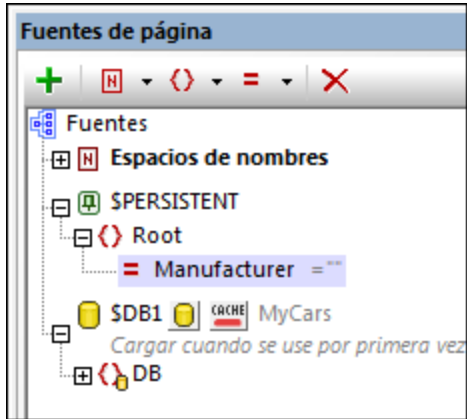 Fuentes de página
Fuentes
Espacios de nombres
$PERSISTENT
Root
Manufacturer =""
$DB1 CACHE MyCars
Cargar cuando se use por primera vez
DB